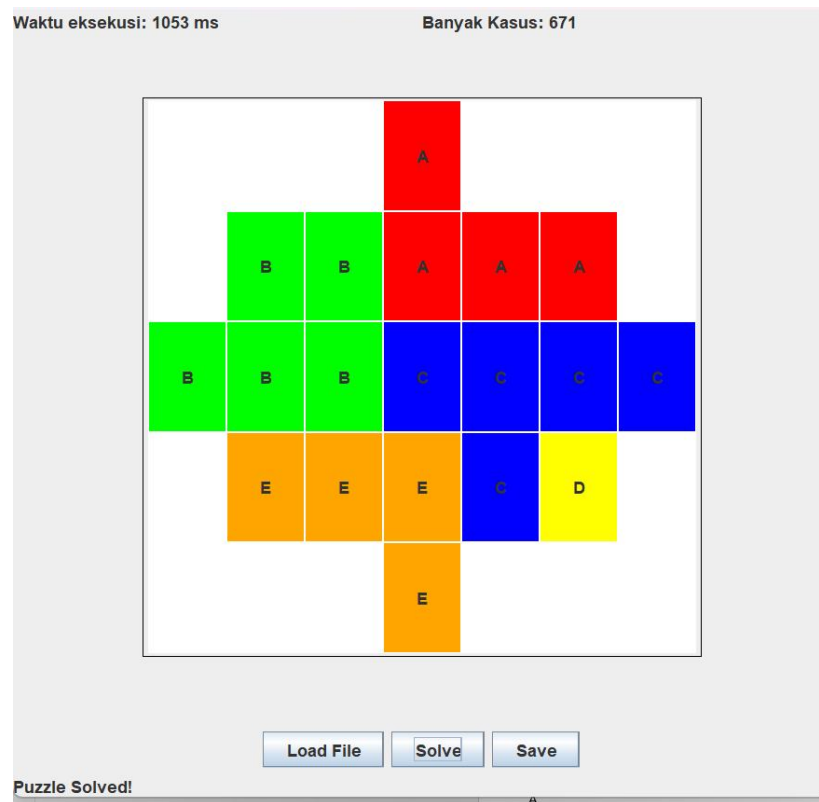 Waktu eksekusi: 1053 ms Banyak Kasus: 671
A
B B A A A
B B B C C C C
E E E C D
E
Load File Solve Save
Puzzle Solved!